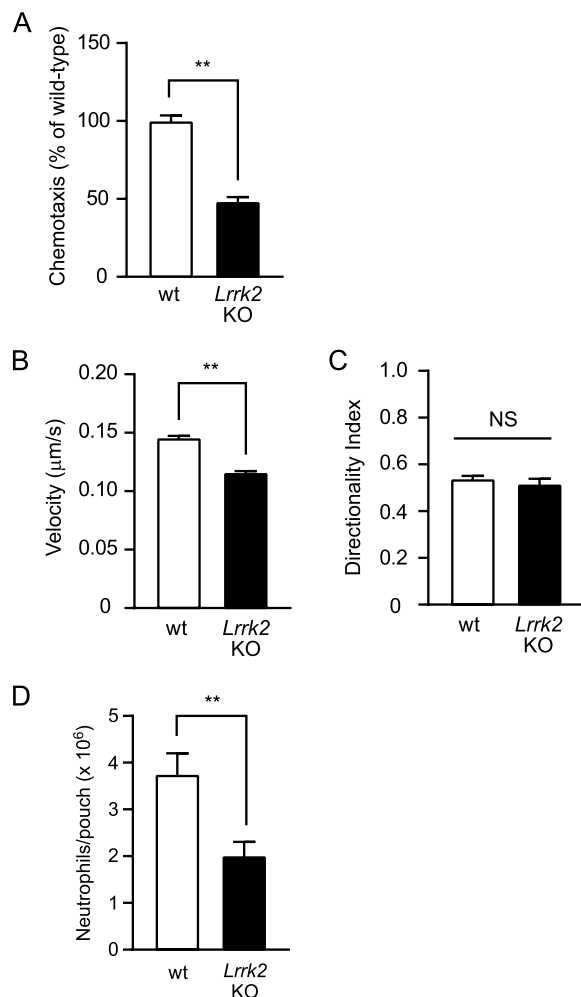 A
Chemotaxis (% of wild-type)
150
100
50
0
**
wt
Lrrk2
KO
B
Velocity (μm/s)
0.20
0.15
0.10
0.05
0
**
wt
Lrrk2
KO
C
Directionality Index
1.0
0.8
0.6
0.4
0.2
0
NS
wt
Lrrk2
KO
D
Neutrophils/pouch (x 10⁶)
5
4
3
2
1
0
**
wt
Lrrk2
KO